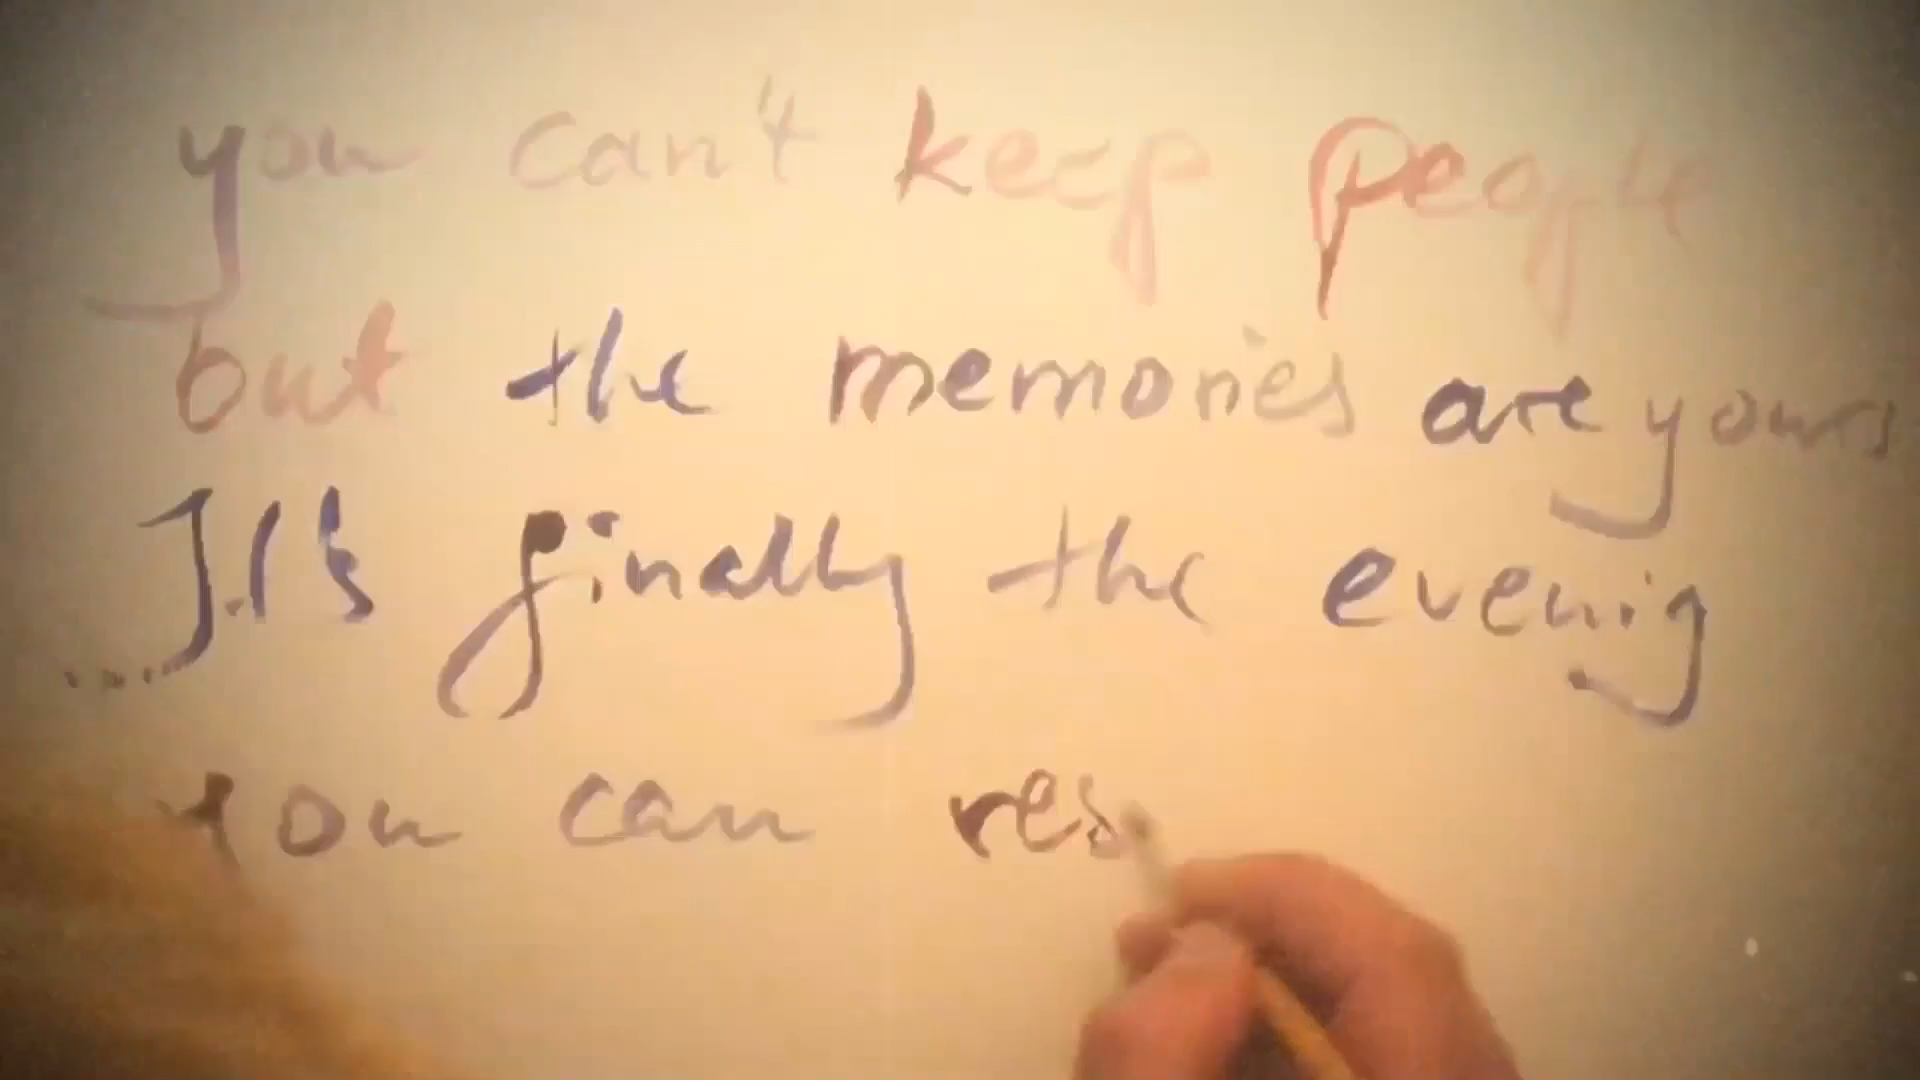 you can't keep people
but the memories are yours
It's finally the evenig
you can res